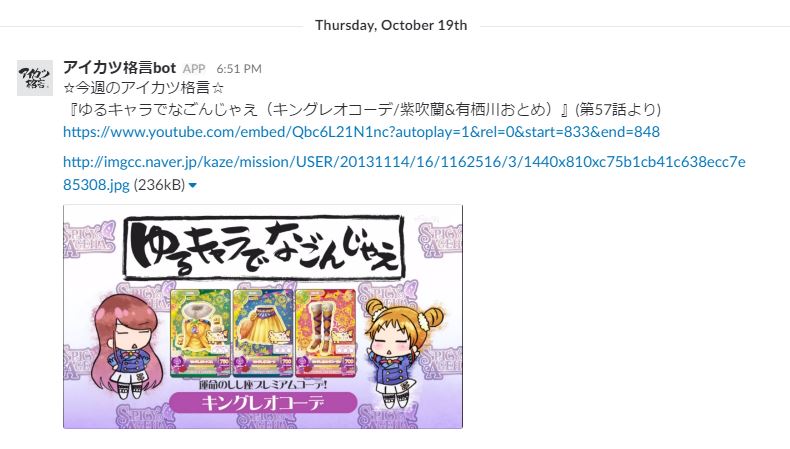 Thursday, October 19th
アイカツ格言。
アイカツ格言bot APP 6:51 PM
☆今週のアイカツ格言☆
『ゆるキャラでなごんじゃえ（キングレオコーデ/紫吹蘭&有栖川おとめ）』(第57話より)
https://www.youtube.com/embed/Qbc6L21N1nc?autoplay=1&rel=0&start=833&end=848
http://imgcc.naver.jp/kaze/mission/USER/20131114/16/1162516/3/1440x810xc75b1cb41c638ecc7e
85308.jpg (236kB)
ゆるキャラでなごんじゃえ
SPICY AGEHA
700 700 700
運命のしし座プレミアムコーデ!
キングレオコーデ